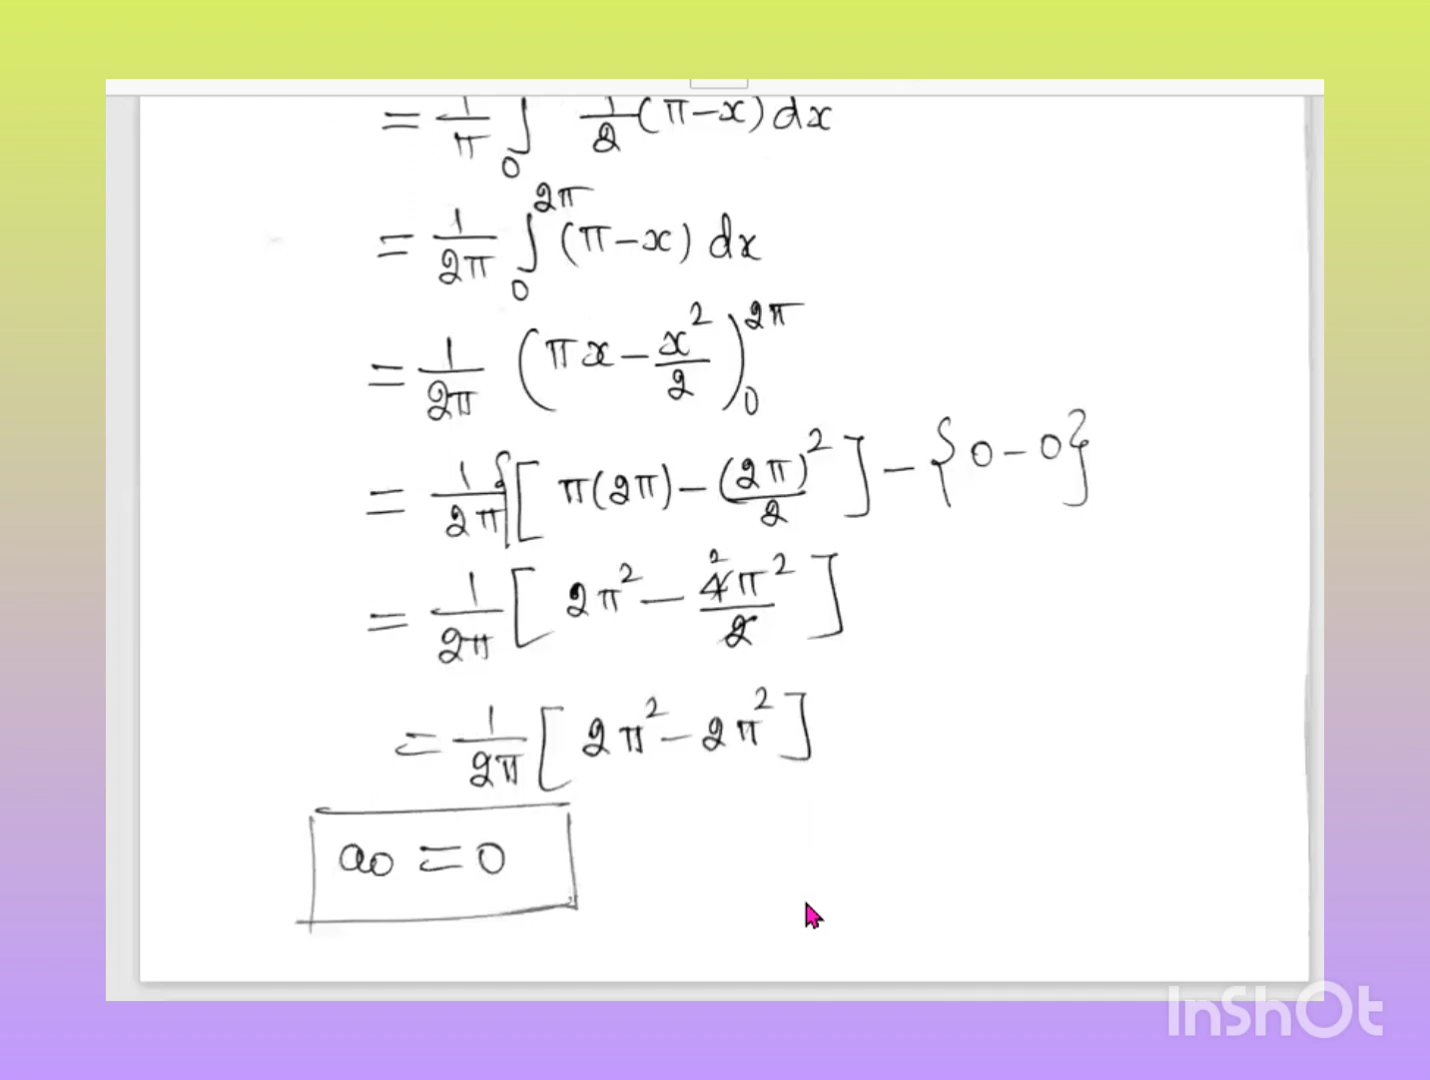 = 1/π ∫₀ 1/2 (π-x) dx
= 1/2π ∫₀^2π (π-x) dx
= 1/2π (πx - x²/2)₀^2π
= 1/2π {[π(2π) - (2π)²/2] - {0-0}
= 1/2π [2π² - 4π²/2] 2
= 1/2π [2π² - 2π²]
a₀ = 0
InShOt